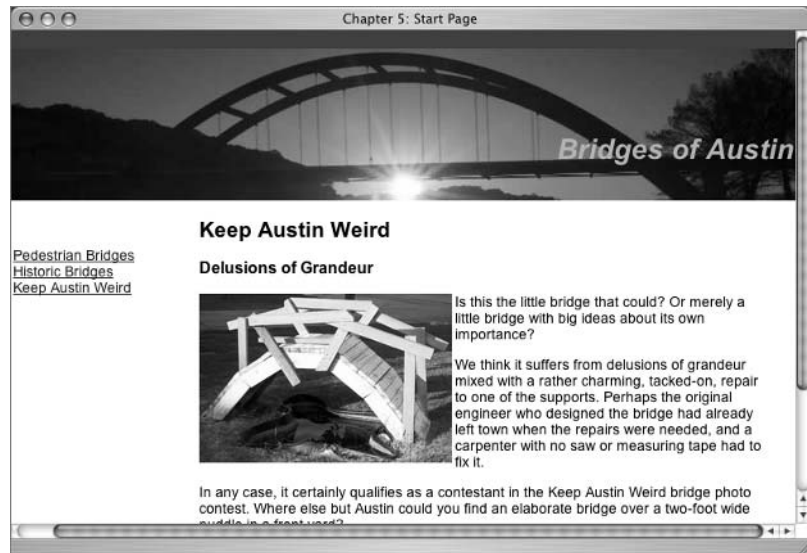 Chapter 5: Start Page
Bridges of Austin
Pedestrian Bridges
Historic Bridges
Keep Austin Weird
Keep Austin Weird
Delusions of Grandeur
Is this the little bridge that could? Or merely a
little bridge with big ideas about its own
importance?
We think it suffers from delusions of grandeur
mixed with a rather charming, tacked-on, repair
to one of the supports. Perhaps the original
engineer who designed the bridge had already
left town when the repairs were needed, and a
carpenter with no saw or measuring tape had to
fix it.
In any case, it certainly qualifies as a contestant in the Keep Austin Weird bridge photo
contest. Where else but Austin could you find an elaborate bridge over a two-foot wide
puddle in a front yard?